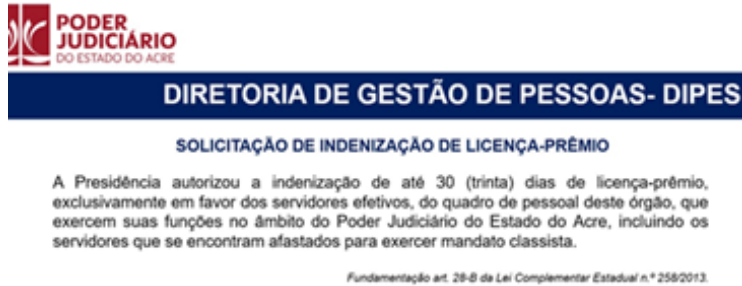 PODER
JUDICIÁRIO
DO ESTADO DO ACRE
DIRETORIA DE GESTÃO DE PESSOAS- DIPES
SOLICITAÇÃO DE INDENIZAÇÃO DE LICENÇA-PRÊMIO
A Presidência autorizou a indenização de até 30 (trinta) dias de licença-prêmio,
exclusivamente em favor dos servidores efetivos, do quadro de pessoal deste órgão, que
exercem suas funções no âmbito do Poder Judiciário do Estado do Acre, incluindo os
servidores que se encontram afastados para exercer mandato classista.
Fundamentação art. 28-B da Lei Complementar Estadual n.º 258/2013.